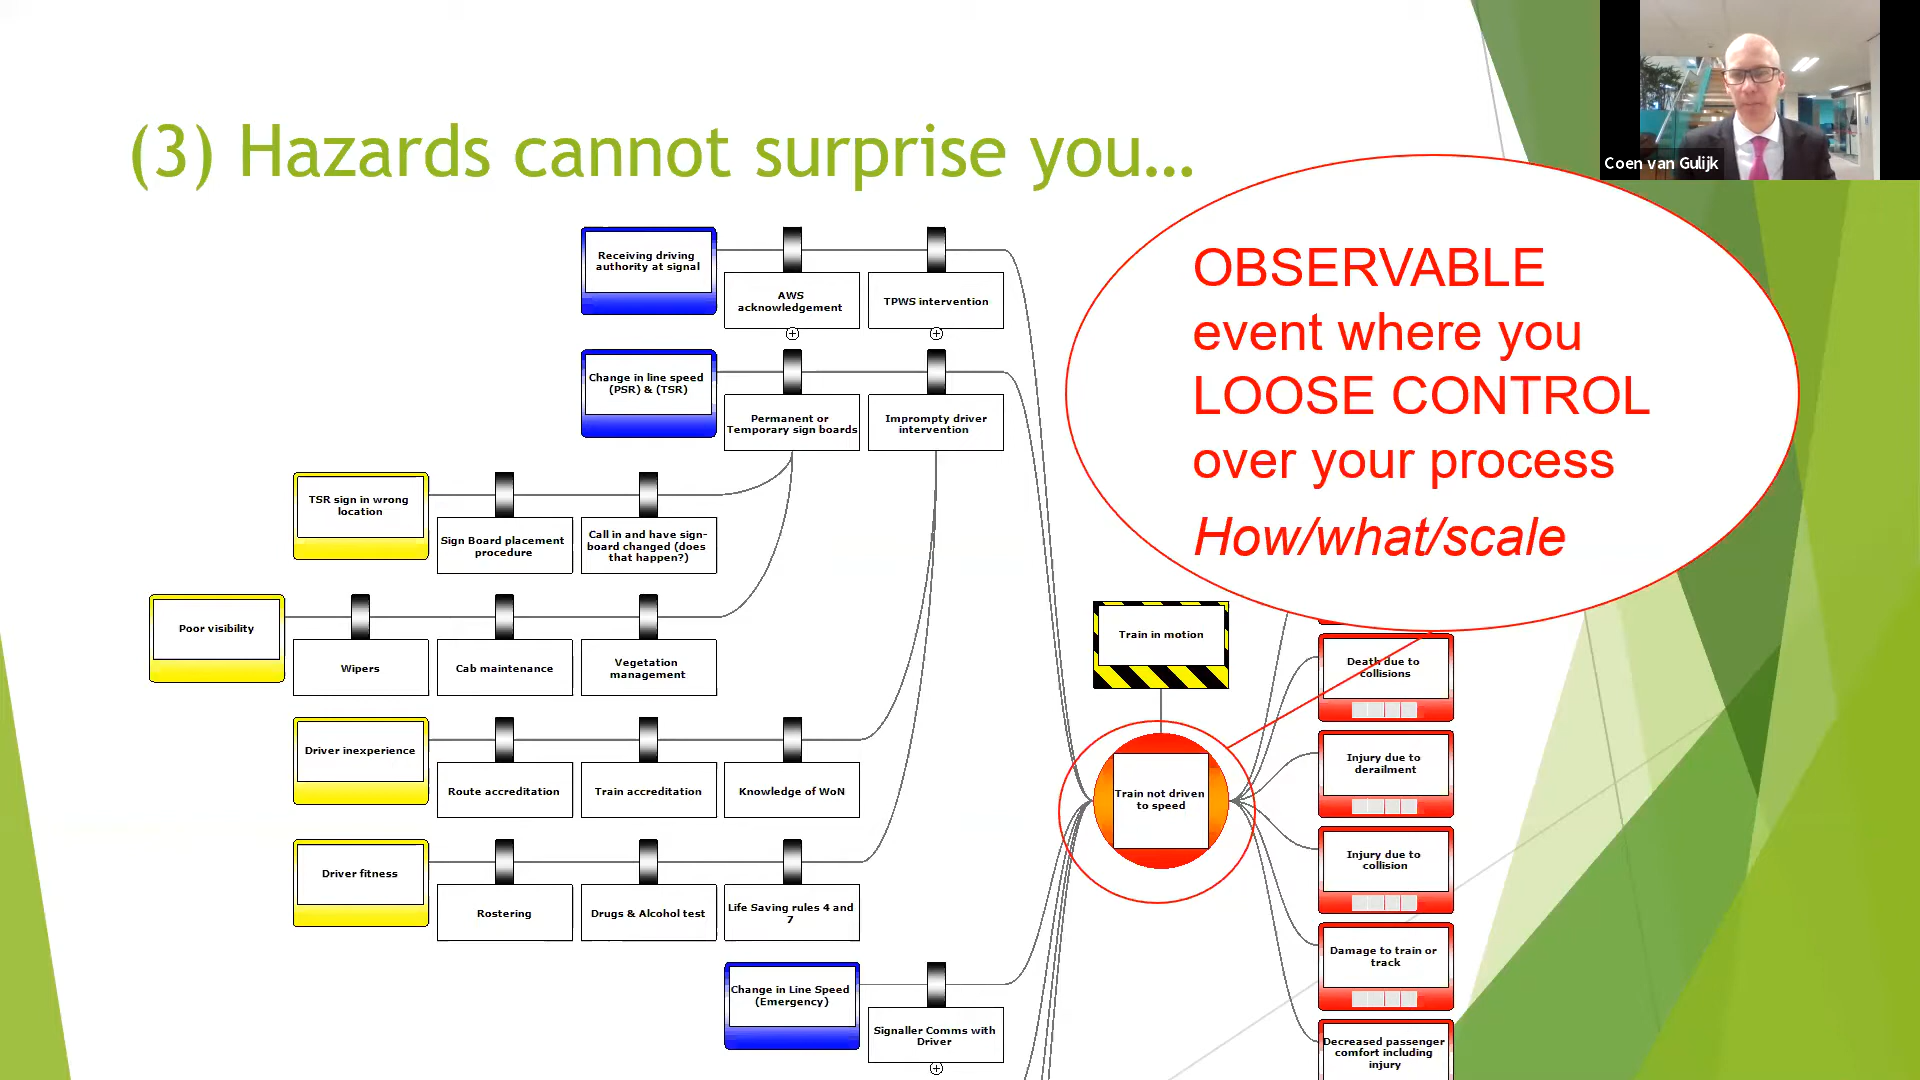 Coen van Gulijk
(3) Hazards cannot surprise you...
OBSERVABLE
event where you
LOOSE CONTROL
over your process
How/what/scale
Receiving driving
authority at signal
AWS
acknowledgement
TPWS intervention
Change in line speed
(PSR) & (TSR)
Permanent or
Temporary sign boards
Imprompty driver
intervention
TSR sign in wrong
location
Sign Board placement
procedure
Call in and have sign-
board changed (does
that happen?)
Poor visibility
Wipers
Cab maintenance
Vegetation
management
Driver inexperience
Route accreditation
Train accreditation
Knowledge of WoN
Driver fitness
Rostering
Drugs & Alcohol test
Life Saving rules 4 and
7
Change in Line Speed
(Emergency)
Signaller Comms with
Driver
Train in motion
Train not driven
to speed
Death due to
collisions
Injury due to
derailment
Injury due to
collision
Damage to train or
track
Decreased passenger
comfort including
injury